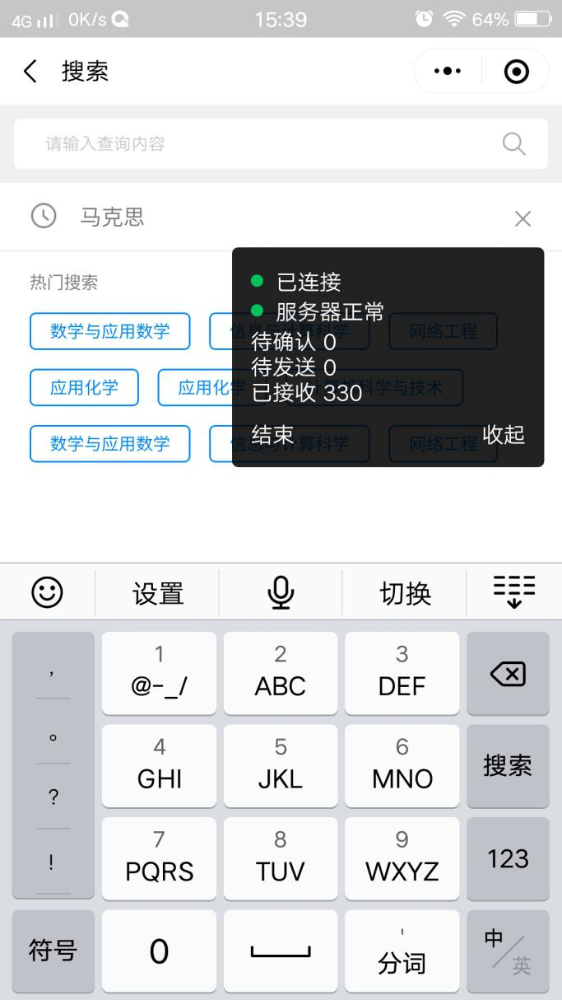 4G 0K/s 15:39 64%
搜索
请输入查询内容
马克思
热门搜索
已连接
服务器正常
数学与应用数学 信息与计算科学 网络工程
待确认 0
待发送 0
应用化学 应用化学 计算机科学与技术
已接收 330
数学与应用数学 信息与计算科学 网络工程
结束 收起
设置 切换
1 2 3
@-_/ ABC DEF
4 5 6
GHI JKL MNO
搜索
7 8 9
PQRS TUV WXYZ
123
， 。 ? !
符号 0 ' 分词 中/英